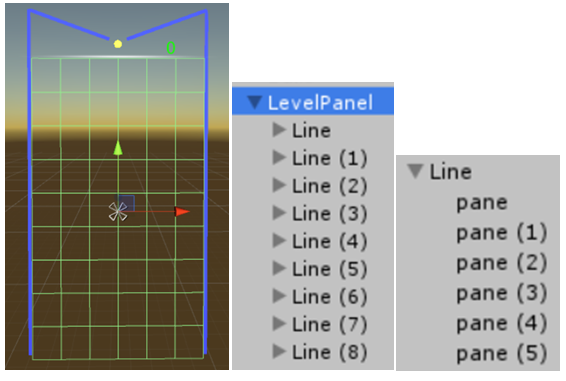 0
LevelPanel
Line
Line (1)
Line (2)
Line (3)
Line (4)
Line (5)
Line (6)
Line (7)
Line (8)
Line
pane
pane (1)
pane (2)
pane (3)
pane (4)
pane (5)